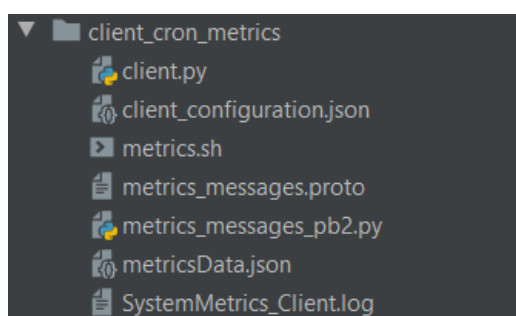 client_cron_metrics
client.py
client_configuration.json
metrics.sh
metrics_messages.proto
metrics_messages_pb2.py
metricsData.json
SystemMetrics_Client.log